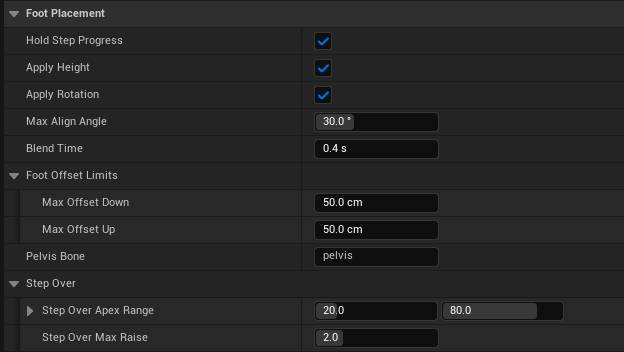 Foot Placement
Hold Step Progress
Apply Height
Apply Rotation
Max Align Angle 30.0 °
Blend Time 0.4 s
Foot Offset Limits
Max Offset Down 50.0 cm
Max Offset Up 50.0 cm
Pelvis Bone pelvis
Step Over
Step Over Apex Range 20.0 80.0
Step Over Max Raise 2.0